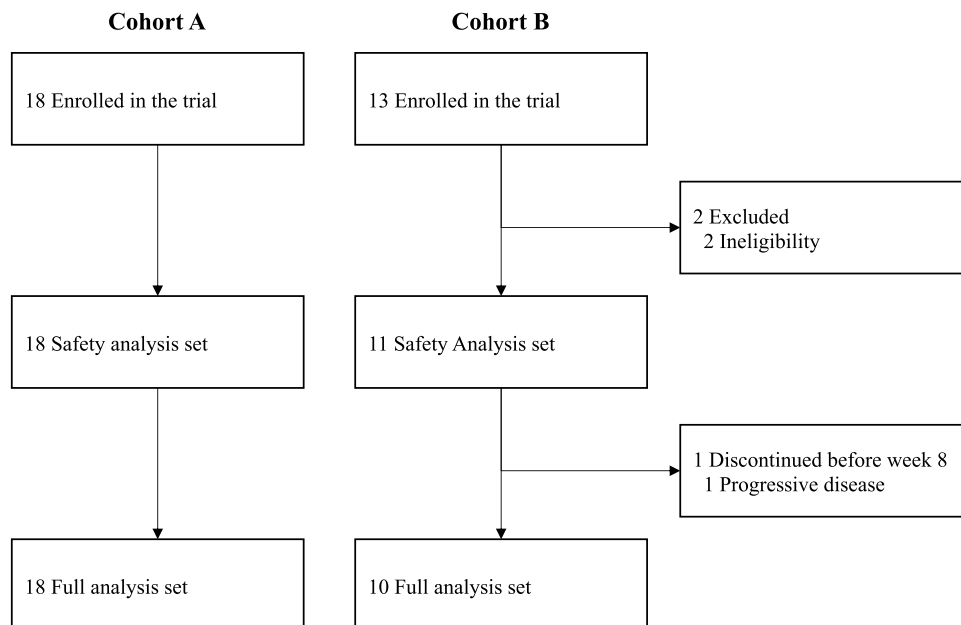 Cohort A
Cohort B
18 Enrolled in the trial
13 Enrolled in the trial
2 Excluded
2 Ineligibility
18 Safety analysis set
11 Safety Analysis set
1 Discontinued before week 8
1 Progressive disease
18 Full analysis set
10 Full analysis set